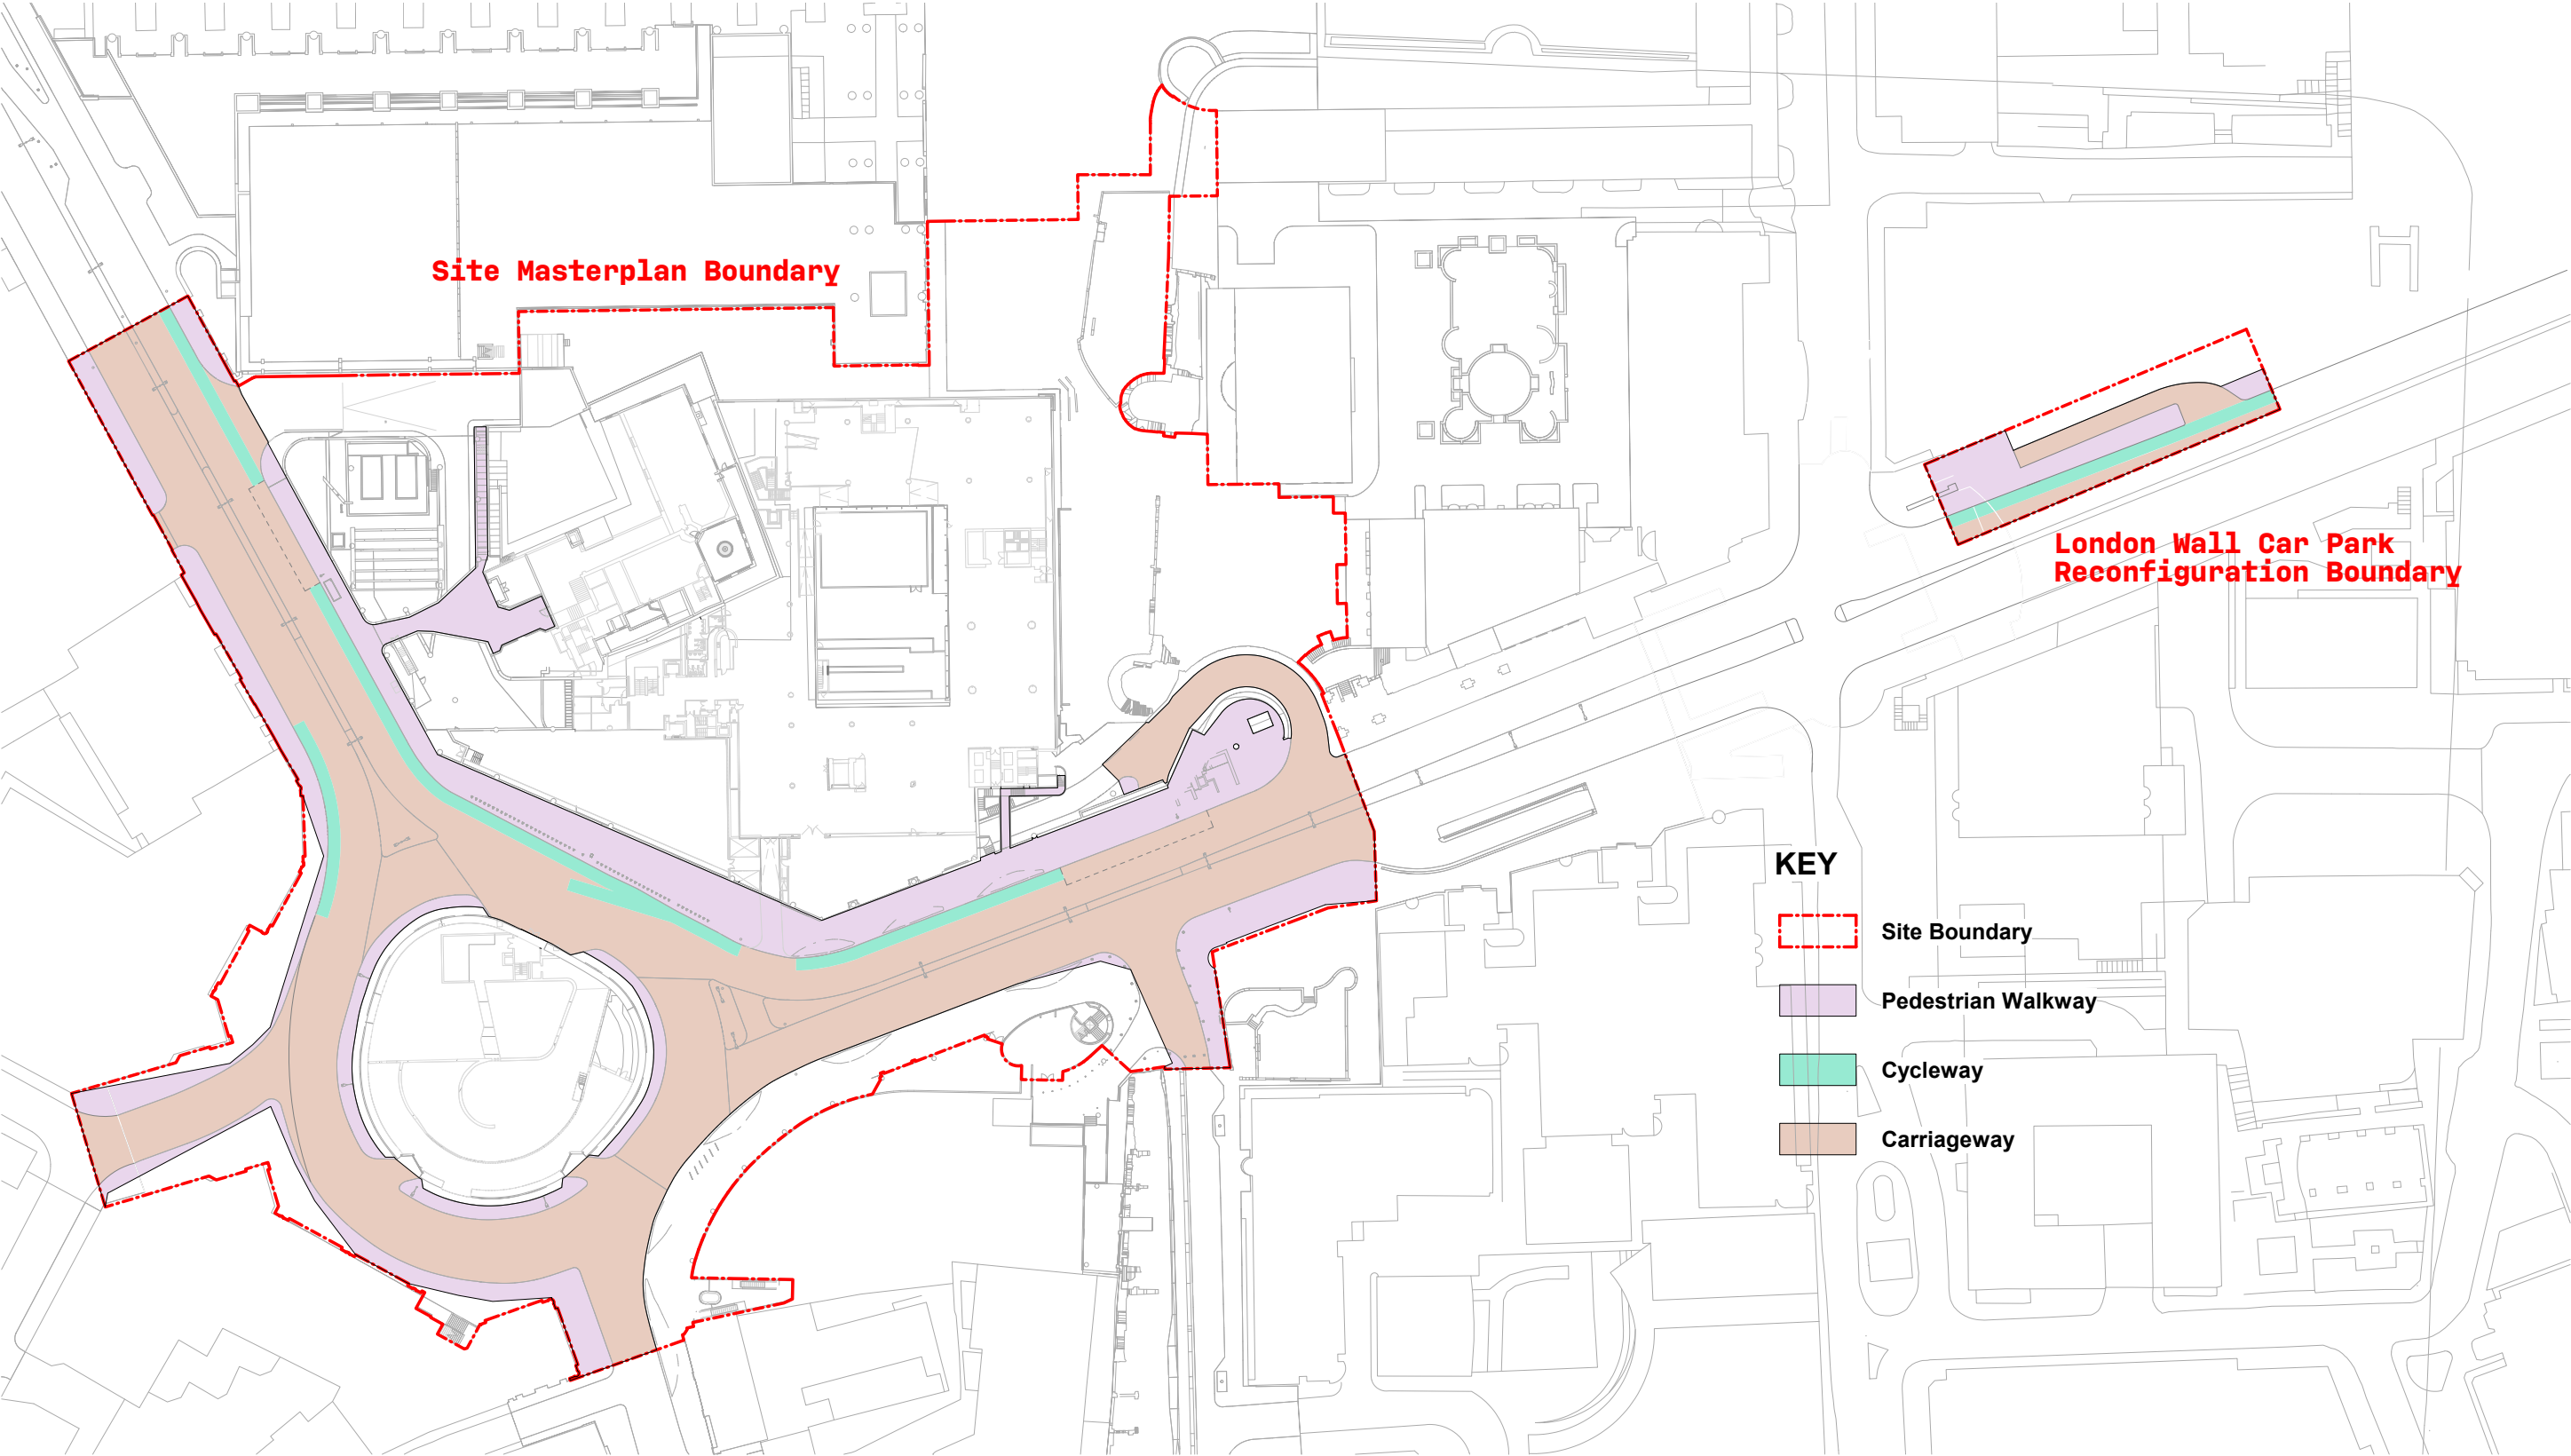 Site Masterplan Boundary
London Wall Car Park
Reconfiguration Boundary
KEY
Site Boundary
Pedestrian Walkway
Cycleway
Carriageway